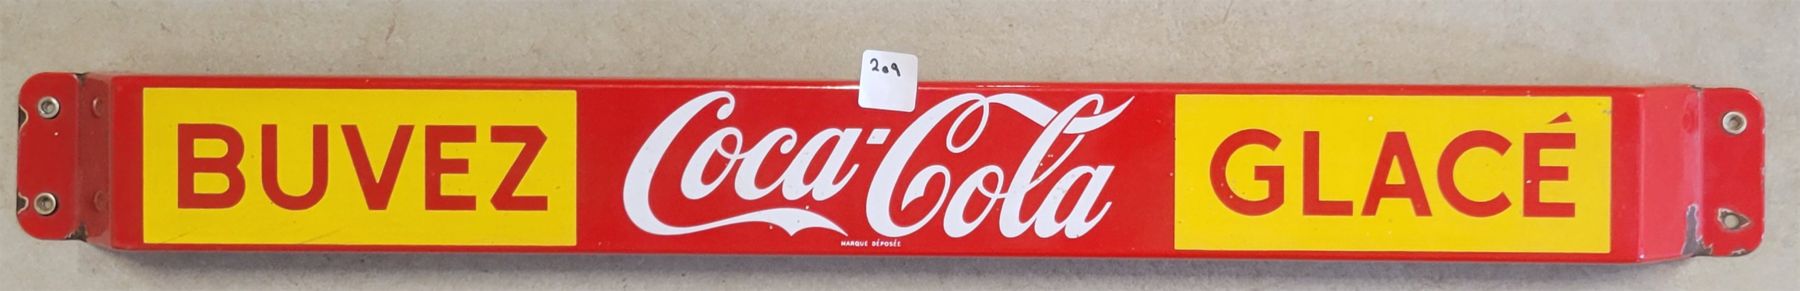 209
BUVEZ Coca-Cola GLACÉ
MARQUE DÉPOSÉE